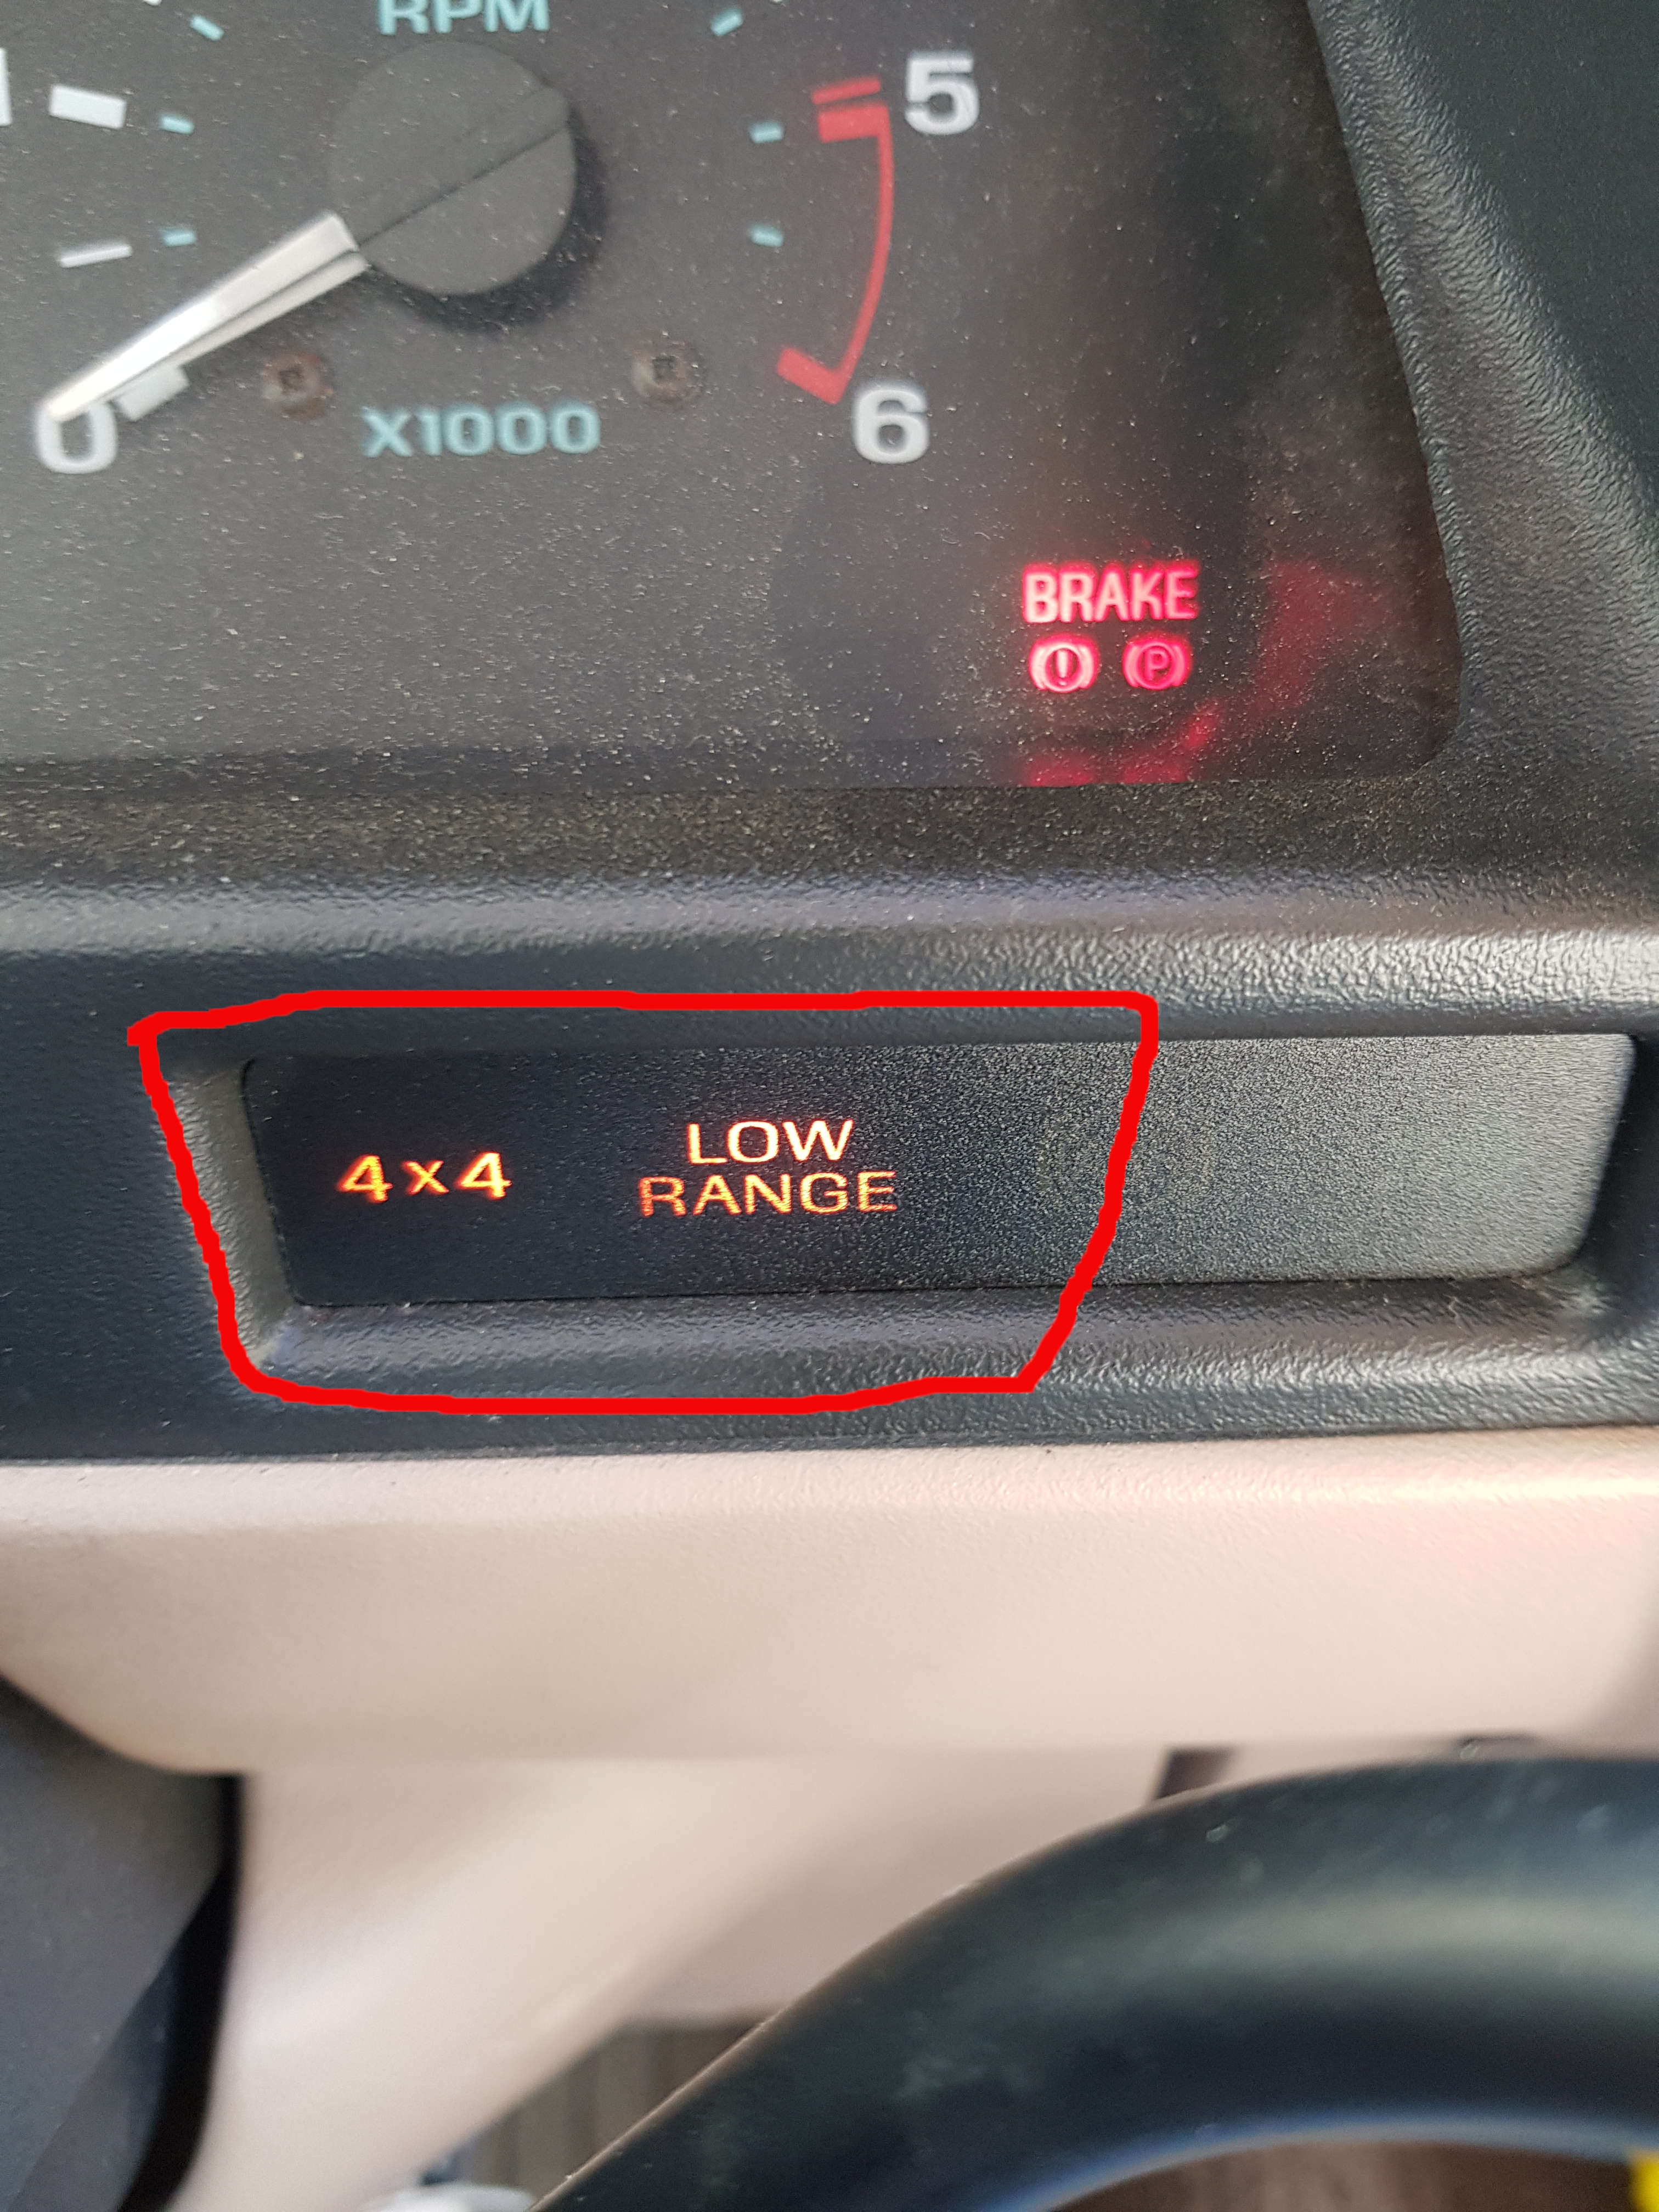 RPM
5
0
X1000
6
BRAKE
(!) (P)
4x4
LOW
RANGE